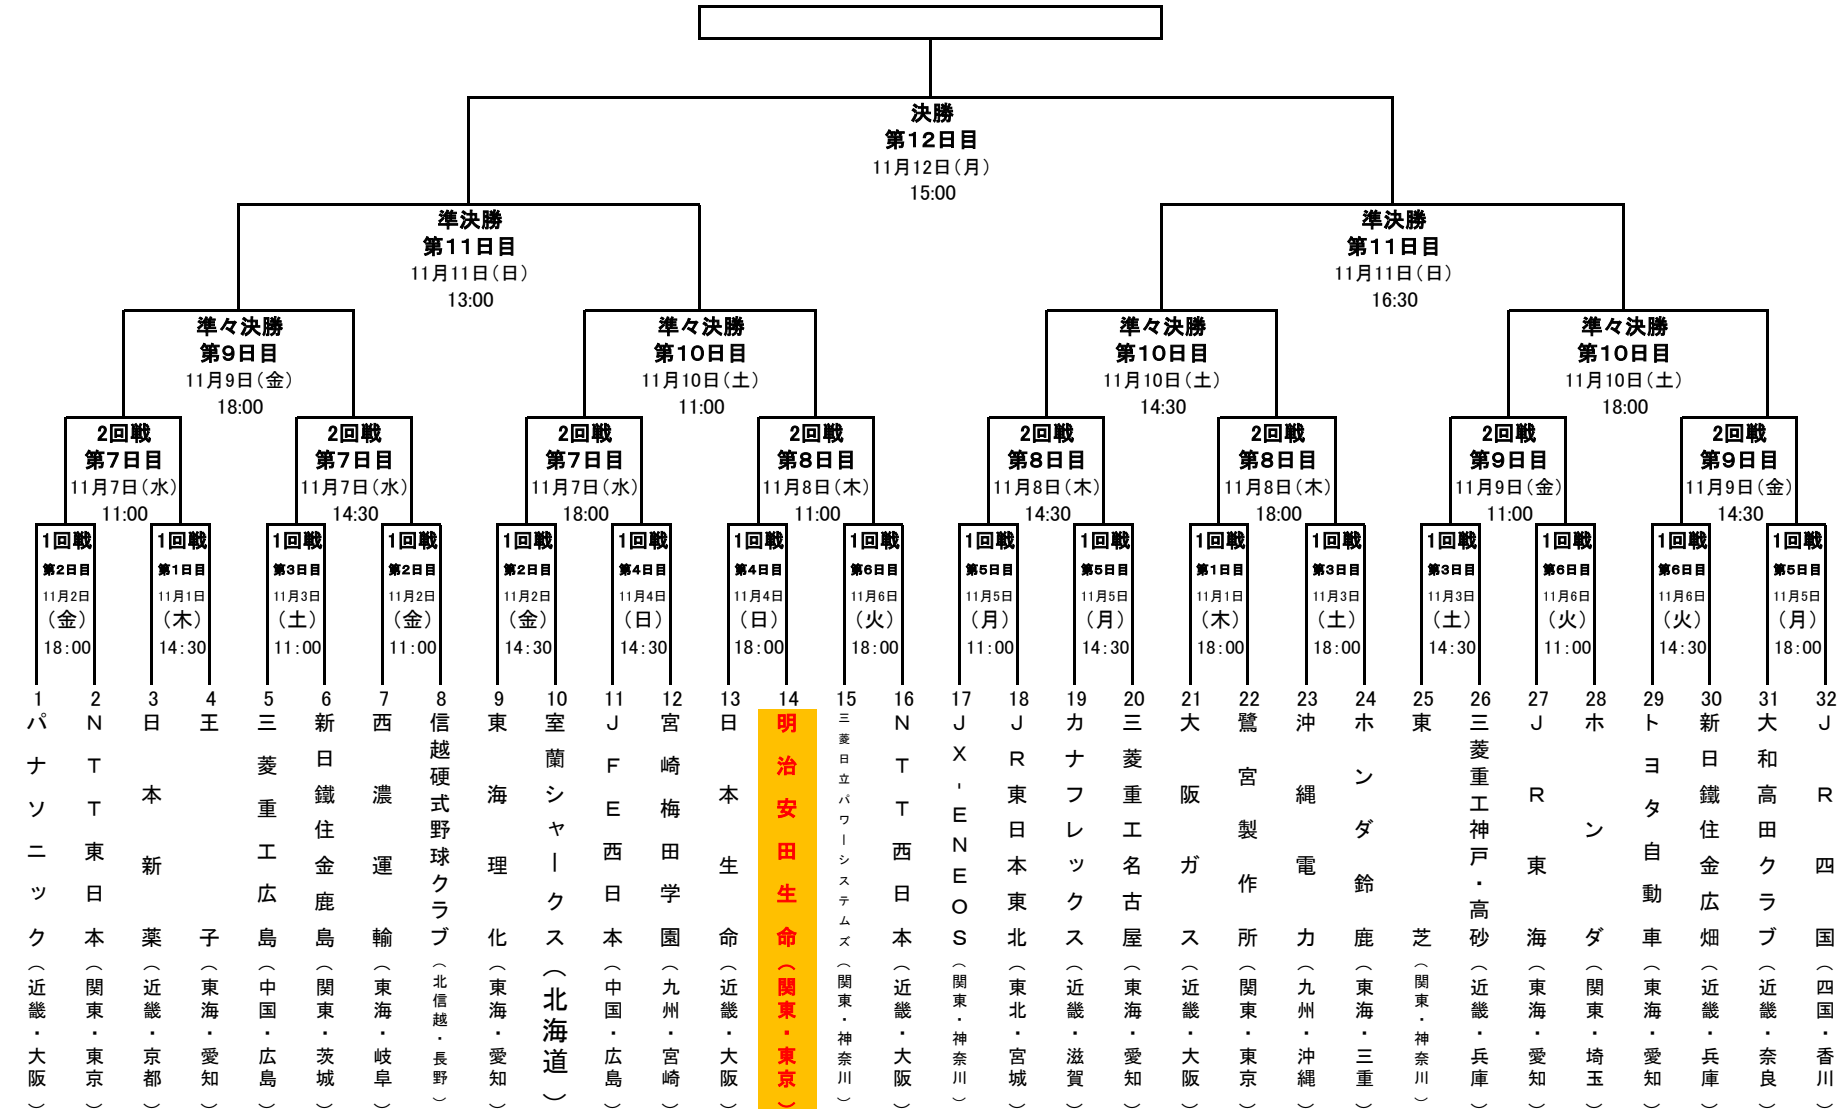 決勝
第12日目
11月12日（月）
15:00
準決勝
第11日目
11月11日（日）
13:00
準決勝
第11日目
11月11日（日）
16:30
準々決勝
第9日目
11月9日（金）
18:00
準々決勝
第10日目
11月10日（土）
11:00
準々決勝
第10日目
11月10日（土）
14:30
準々決勝
第10日目
11月10日（土）
18:00
2回戦
第7日目
11月7日（水）
11:00
2回戦
第7日目
11月7日（水）
14:30
2回戦
第7日目
11月7日（水）
18:00
2回戦
第8日目
11月8日（木）
11:00
2回戦
第8日目
11月8日（木）
14:30
2回戦
第8日目
11月8日（木）
18:00
2回戦
第9日目
11月9日（金）
11:00
2回戦
第9日目
11月9日（金）
14:30
1回戦
第2日目
11月2日
（金）
18:00
1回戦
第1日目
11月1日
（木）
14:30
1回戦
第3日目
11月3日
（土）
11:00
1回戦
第2日目
11月2日
（金）
11:00
1回戦
第2日目
11月2日
（金）
14:30
1回戦
第4日目
11月4日
（日）
14:30
1回戦
第4日目
11月4日
（日）
18:00
1回戦
第6日目
11月6日
（火）
18:00
1回戦
第5日目
11月5日
（月）
11:00
1回戦
第5日目
11月5日
（月）
14:30
1回戦
第1日目
11月1日
（木）
18:00
1回戦
第3日目
11月3日
（土）
18:00
1回戦
第3日目
11月3日
（土）
14:30
1回戦
第6日目
11月6日
（火）
11:00
1回戦
第6日目
11月6日
（火）
14:30
1回戦
第5日目
11月5日
（月）
18:00
1
パナソニック（近畿・大阪）
2
NTT東日本（関東・東京）
3
日本新薬（近畿・京都）
4
王子（東海・愛知）
5
三菱重工広島（中国・広島）
6
新日鐵住金鹿島（関東・茨城）
7
西濃運輸（東海・岐阜）
8
信越硬式野球クラブ（北信越・長野）
9
東海理化（東海・愛知）
10
室蘭シャークス（北海道）
11
JFE西日本（中国・広島）
12
宮崎梅田学園（九州・宮崎）
13
日本生命（近畿・大阪）
14
明治安田生命（関東・東京）
15
三菱日立パワーシステムズ（関東・神奈川）
16
NTT西日本（近畿・大阪）
17
JX-ENEOS（関東・神奈川）
18
JR東日本東北（東北・宮城）
19
カナフレックス（近畿・滋賀）
20
三菱重工名古屋（東海・愛知）
21
大阪ガス（近畿・大阪）
22
鷺宮製作所（関東・東京）
23
沖縄電力（九州・沖縄）
24
ホンダ鈴鹿（東海・三重）
25
東芝（関東・神奈川）
26
三菱重工神戸・高砂（近畿・兵庫）
27
JR東海（東海・愛知）
28
ホンダ（関東・埼玉）
29
トヨタ自動車（東海・愛知）
30
新日鐵住金広畑（近畿・兵庫）
31
大和高田クラブ（近畿・奈良）
32
JR四国（四国・香川）